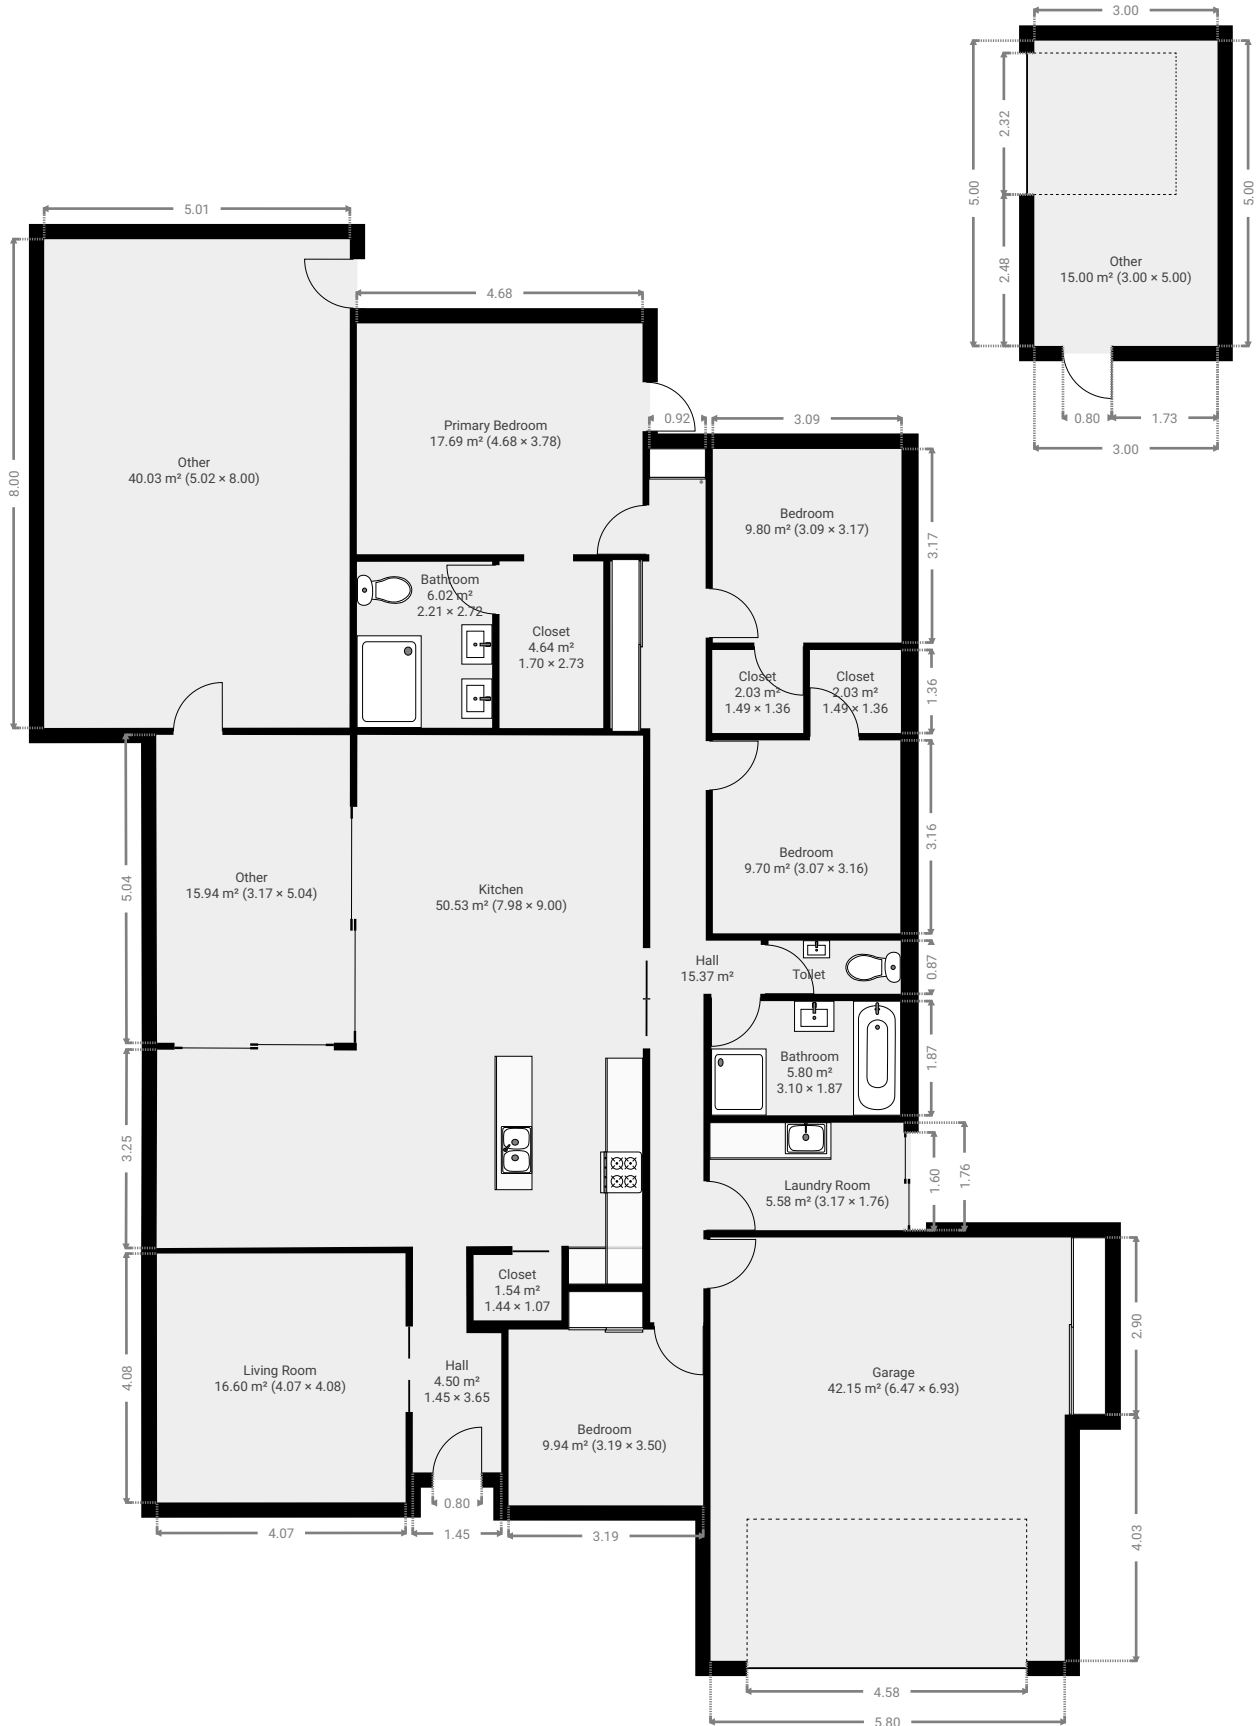 3.00
2.32
5.00
5.00
2.48
Other
15.00 m² (3.00 × 5.00)
0.80
1.73
3.00
5.01
8.00
Other
40.03 m² (5.02 × 8.00)
4.68
Primary Bedroom
17.69 m² (4.68 × 3.78)
0.92
3.09
Bedroom
9.80 m² (3.09 × 3.17)
3.17
Bathroom
6.02 m²
2.21 × 2.72
Closet
4.64 m²
1.70 × 2.73
Closet
2.03 m²
1.49 × 1.36
Closet
2.03 m²
1.49 × 1.36
1.36
5.04
Other
15.94 m² (3.17 × 5.04)
Kitchen
50.53 m² (7.98 × 9.00)
Bedroom
9.70 m² (3.07 × 3.16)
3.16
Hall
15.37 m²
Toilet
0.87
Bathroom
5.80 m²
3.10 × 1.87
1.87
3.25
Laundry Room
5.58 m² (3.17 × 1.76)
1.60
1.76
Closet
1.54 m²
1.44 × 1.07
2.90
4.08
Living Room
16.60 m² (4.07 × 4.08)
Hall
4.50 m²
1.45 × 3.65
Garage
42.15 m² (6.47 × 6.93)
Bedroom
9.94 m² (3.19 × 3.50)
0.80
4.07
1.45
3.19
4.03
4.58
5.80